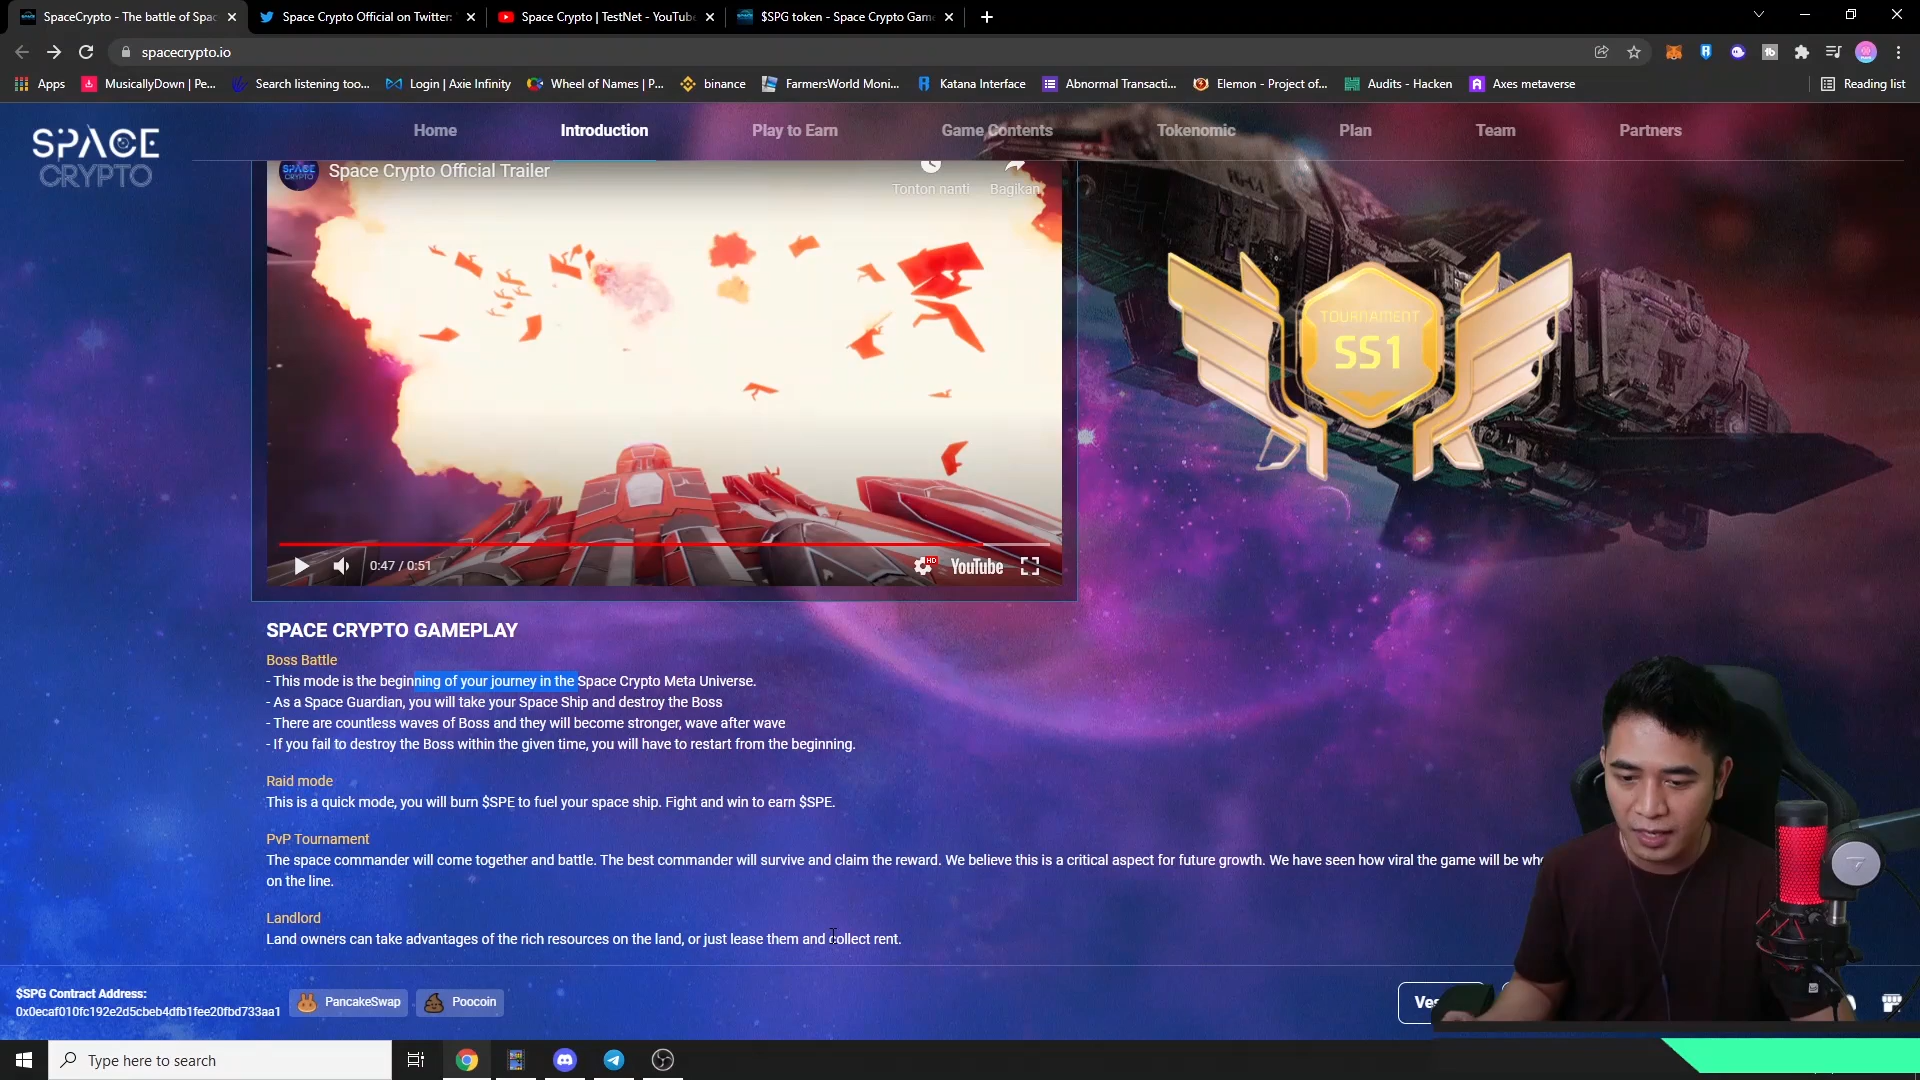 SpaceCrypto - The battle of Spac
Space Crypto Official on Twitter:
Space Crypto | TestNet - YouTube
$SPG token - Space Crypto Game
spacecrypto.io
Apps
MusicallyDown | Pe...
Search listening too...
Login | Axie Infinity
Wheel of Names | P...
binance
FarmersWorld Moni...
Katana Interface
Abnormal Transacti...
Elemon - Project of...
Audits - Hacken
Axes metaverse
Reading list
SPACE
CRYPTO
Home
Introduction
Play to Earn
Game Contents
Tokenomic
Plan
Team
Partners
SPACE
CRYPTO
Space Crypto Official Trailer
Tonton nanti
Bagikan
TOURNAMENT
SS1
0:47 / 0:51
HD
YouTube
SPACE CRYPTO GAMEPLAY
Boss Battle
- This mode is the beginning of your journey in the Space Crypto Meta Universe.
- As a Space Guardian, you will take your Space Ship and destroy the Boss
- There are countless waves of Boss and they will become stronger, wave after wave
- If you fail to destroy the Boss within the given time, you will have to restart from the beginning.
Raid mode
This is a quick mode, you will burn $SPE to fuel your space ship. Fight and win to earn $SPE.
PvP Tournament
The space commander will come together and battle. The best commander will survive and claim the reward. We believe this is a critical aspect for future growth. We have seen how viral the game will be
on the line.
Landlord
Land owners can take advantages of the rich resources on the land, or just lease them and collect rent.
$SPG Contract Address:
0x0ecaf010fc192e2d5cbeb4dfb1fee20fbd733aa1
PancakeSwap
Poocoin
Type here to search